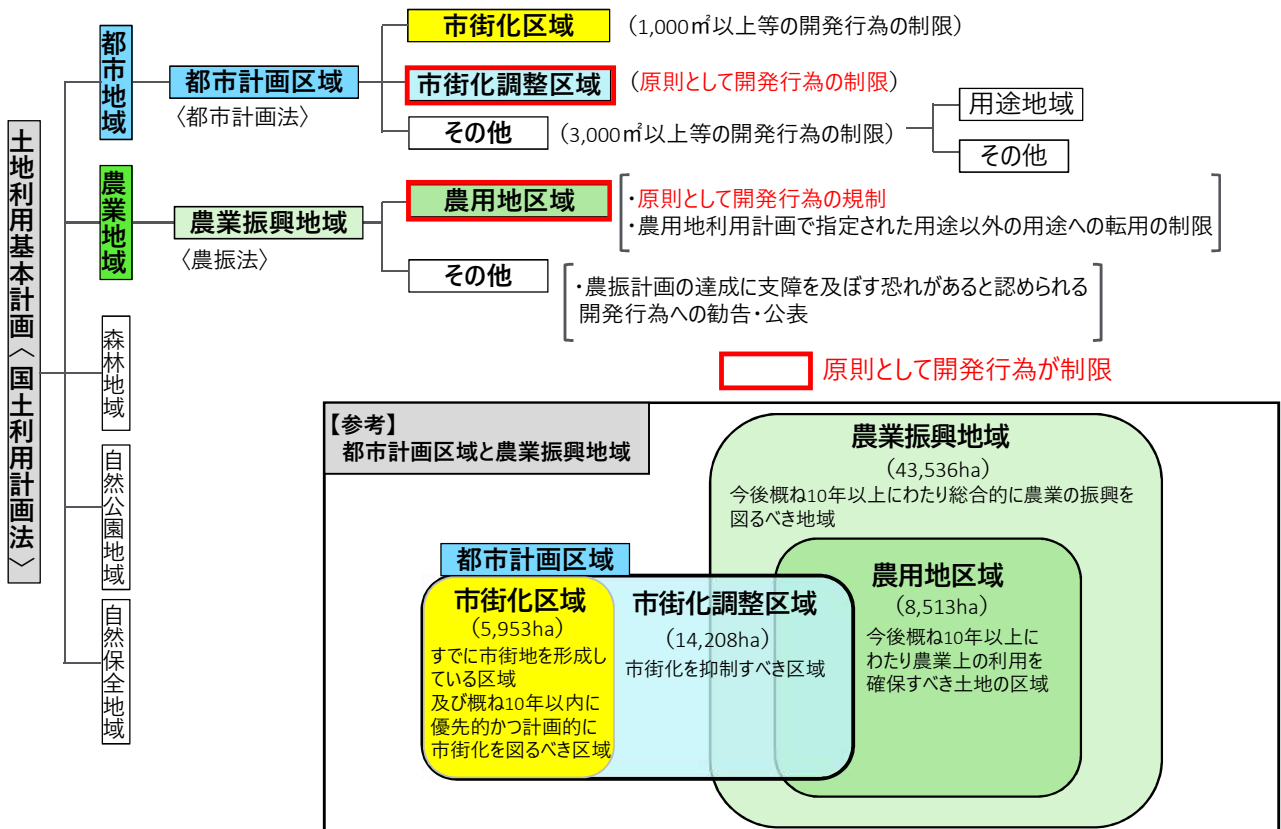 土地利用基本計画〈国土利用計画法〉
都市地域
都市計画区域
〈都市計画法〉
市街化区域
(1,000㎡以上等の開発行為の制限)
市街化調整区域
(原則として開発行為の制限)
その他
(3,000㎡以上等の開発行為の制限)
用途地域
その他
農業地域
農業振興地域
〈農振法〉
農用地区域
・原則として開発行為の規制
・農用地利用計画で指定された用途以外の用途への転用の制限
その他
・農振計画の達成に支障を及ぼす恐れがあると認められる
開発行為への勧告・公表
森林地域
自然公園地域
自然保全地域
原則として開発行為が制限
【参考】
都市計画区域と農業振興地域
農業振興地域
(43,536ha)
今後概ね10年以上にわたり総合的に農業の振興を
図るべき地域
都市計画区域
市街化区域
(5,953ha)
すでに市街地を形成し
ている区域
及び概ね10年以内に
優先的かつ計画的に
市街化を図るべき区域
市街化調整区域
(14,208ha)
市街化を抑制すべき区域
農用地区域
(8,513ha)
今後概ね10年以上に
わたり農業上の利用を
確保すべき土地の区域